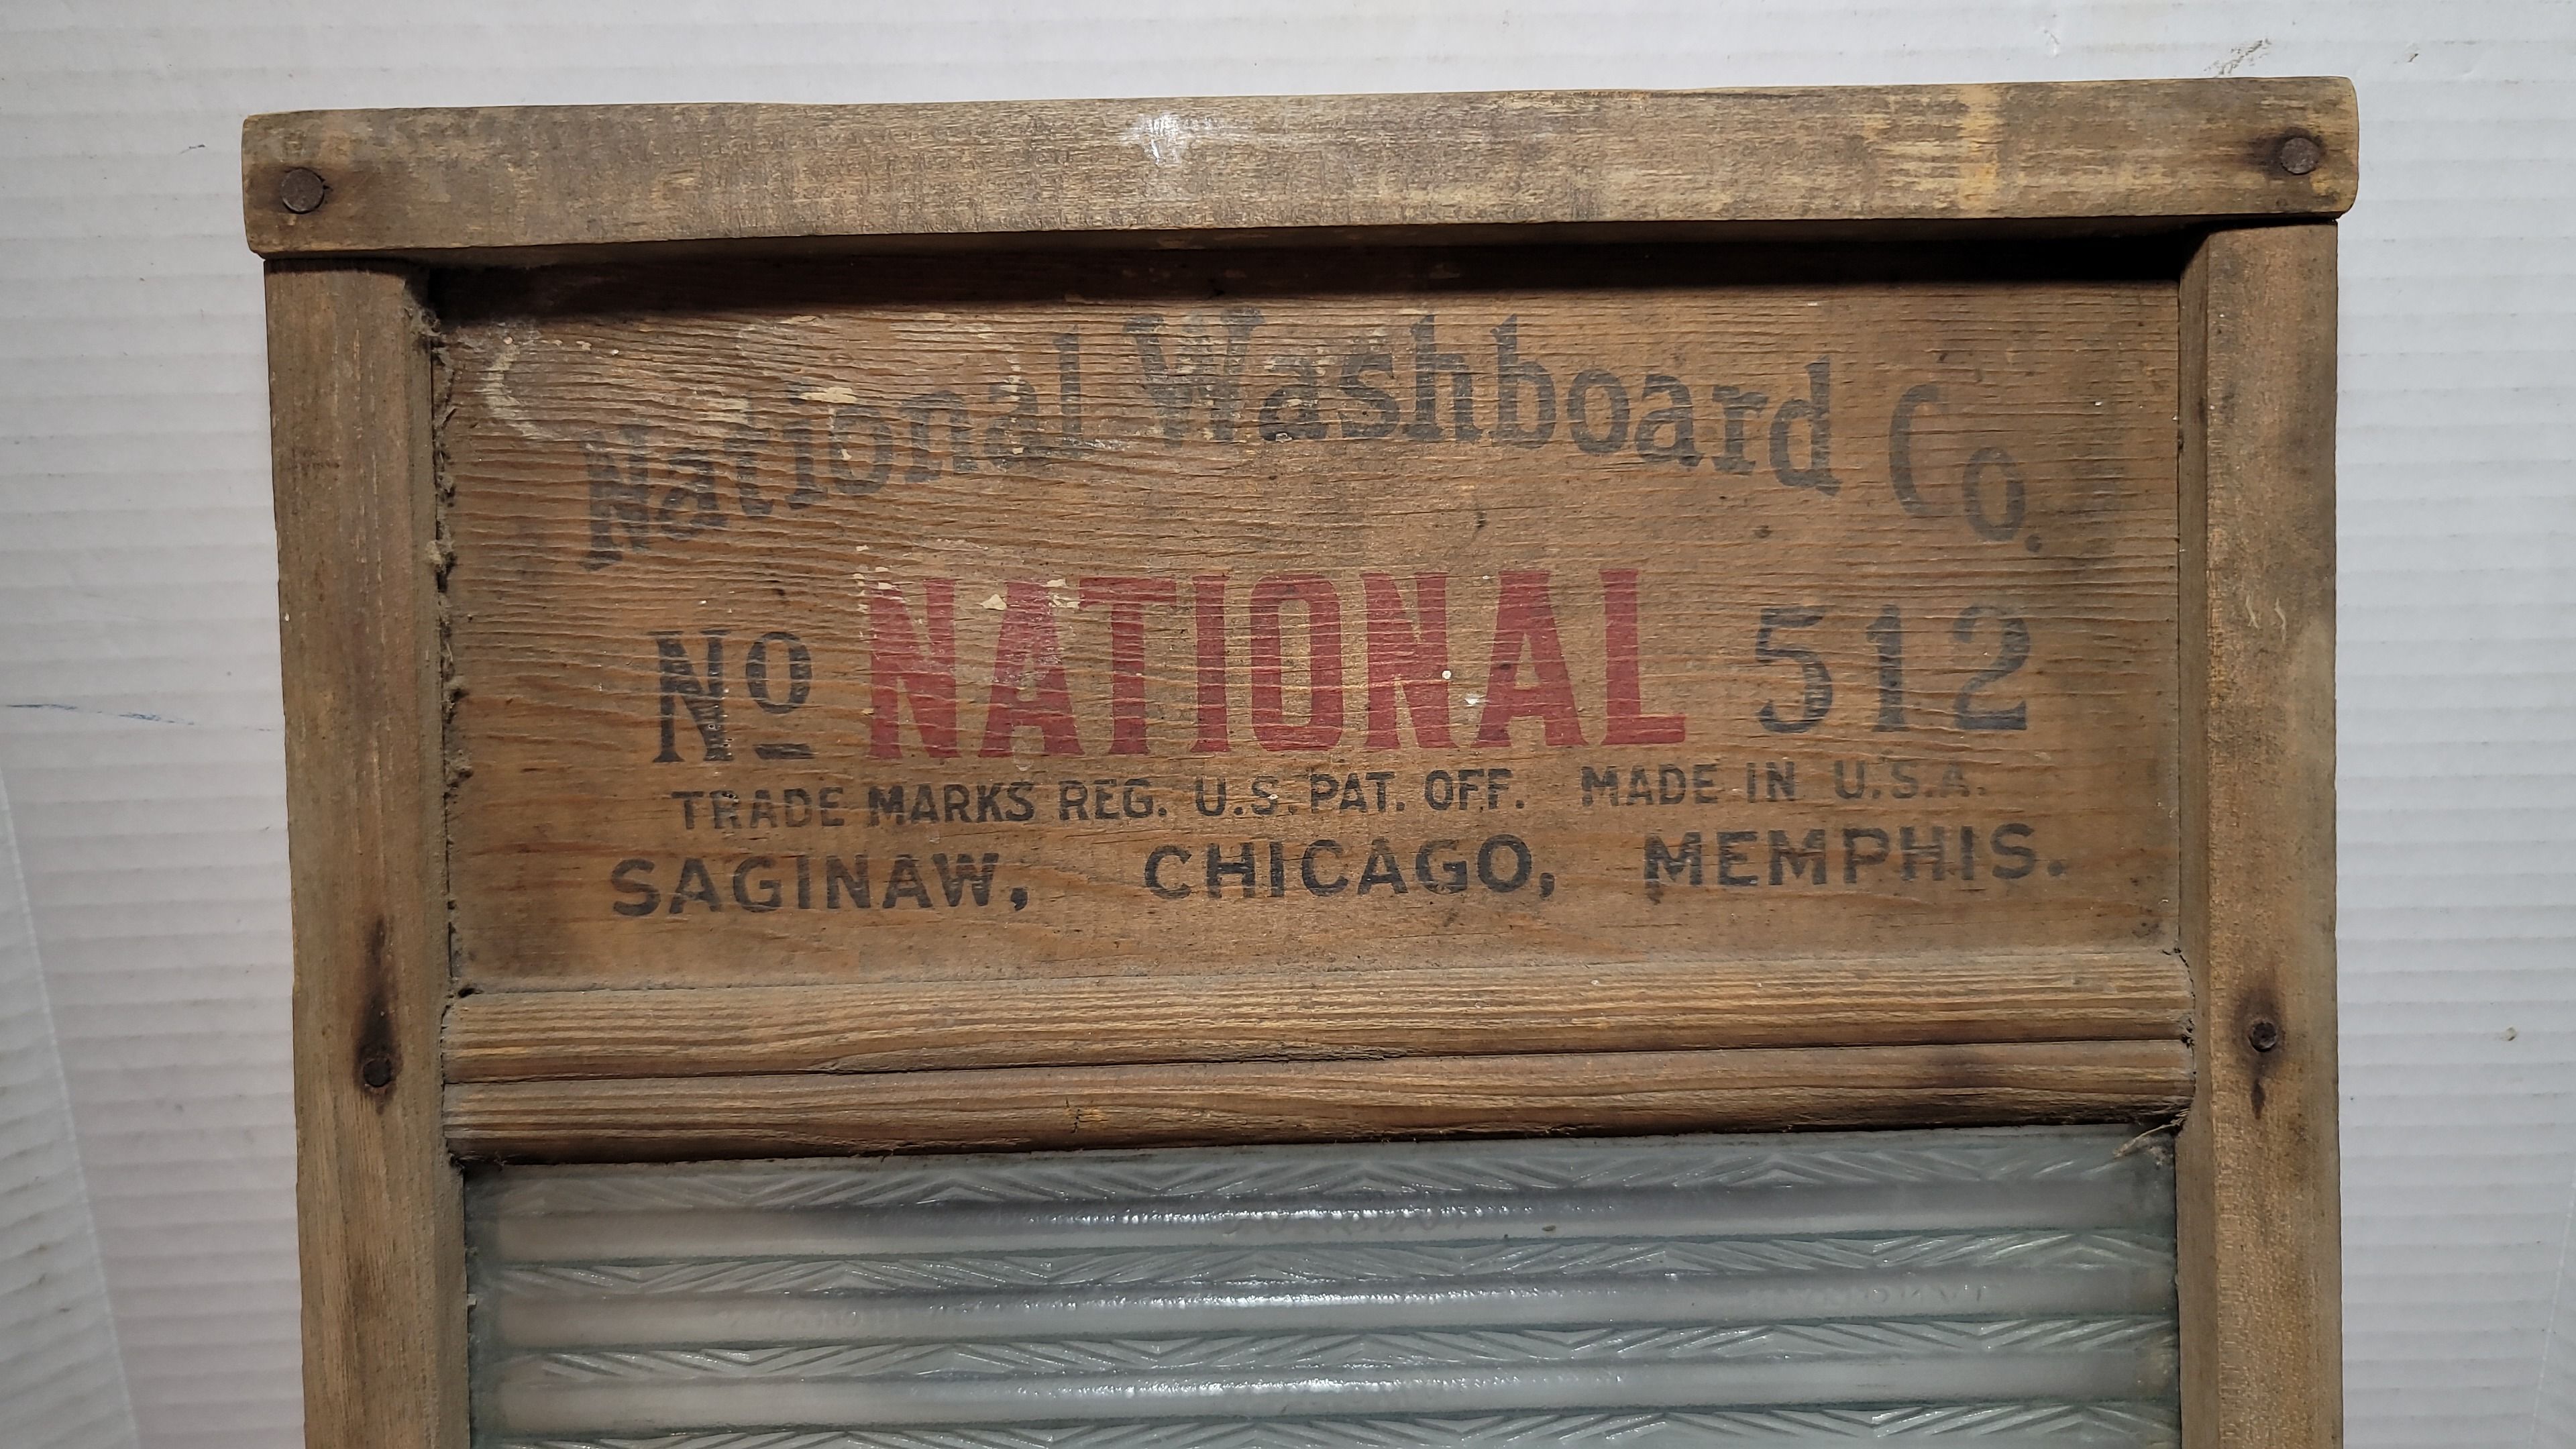 National Washboard Co.
No NATIONAL 512
TRADE MARKS REG. U.S. PAT. OFF. MADE IN U.S.A.
SAGINAW, CHICAGO, MEMPHIS.